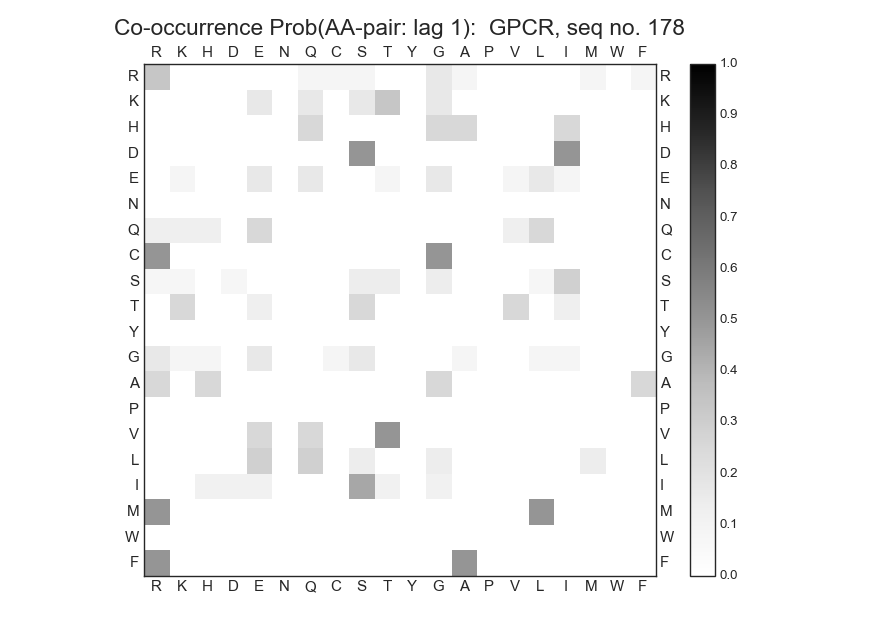 Co-occurrence Prob(AA-pair: lag 1):  GPCR, seq no. 178
R K H D E N Q C S T Y G A P V L I M W F
R R 1.0
K K 0.9
H H
D D 0.8
E E
N N 0.7
Q Q
C C 0.6
S S
T T 0.5
Y Y
G G 0.4
A A
P P 0.3
V V
L L 0.2
I I
M M 0.1
W W
F F 0.0
R K H D E N Q C S T Y G A P V L I M W F